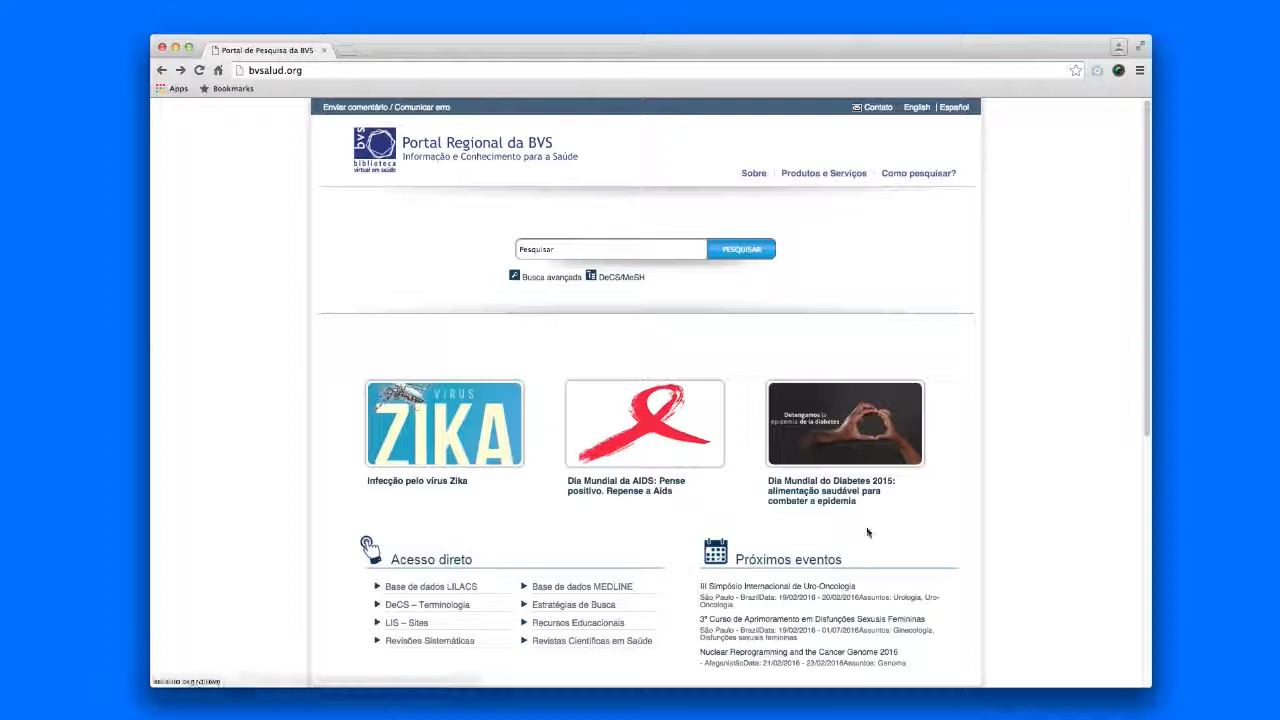 Portal de Pesquisa da BVS
bvsalud.org
Apps
Bookmarks
Enviar comentário / Comunicar erro
Contato
English | Español
bvs
biblioteca
virtual em saúde
Portal Regional da BVS
Informação e Conhecimento para a Saúde
Sobre
Produtos e Serviços
Como pesquisar?
Pesquisar
PESQUISAR
Busca avançada
DeCS/MeSH
VIRUS
ZIKA
Detengamos la
epidemia de la diabetes
Infecção pelo vírus Zika
Dia Mundial da AIDS: Pense
positivo. Repense a Aids
Dia Mundial do Diabetes 2015:
alimentação saudável para
combater a epidemia
Acesso direto
Base de dados LILACS
Base de dados MEDLINE
DeCS – Terminologia
Estratégias de Busca
LIS – Sites
Recursos Educacionais
Revisões Sistemáticas
Revistas Científicas em Saúde
Próximos eventos
III Simpósio Internacional de Uro-Oncologia
São Paulo - BrazilData: 19/02/2016 - 20/02/2016Assuntos: Urologia, Uro-
Oncologia
3º Curso de Aprimoramento em Disfunções Sexuais Femininas
São Paulo - BrazilData: 19/02/2016 - 01/07/2016Assuntos: Ginecologia,
Disfunções sexuais femininas
Nuclear Reprogramming and the Cancer Genome 2016
- AfeganistãoData: 21/02/2016 - 23/02/2016Assuntos: Genoma